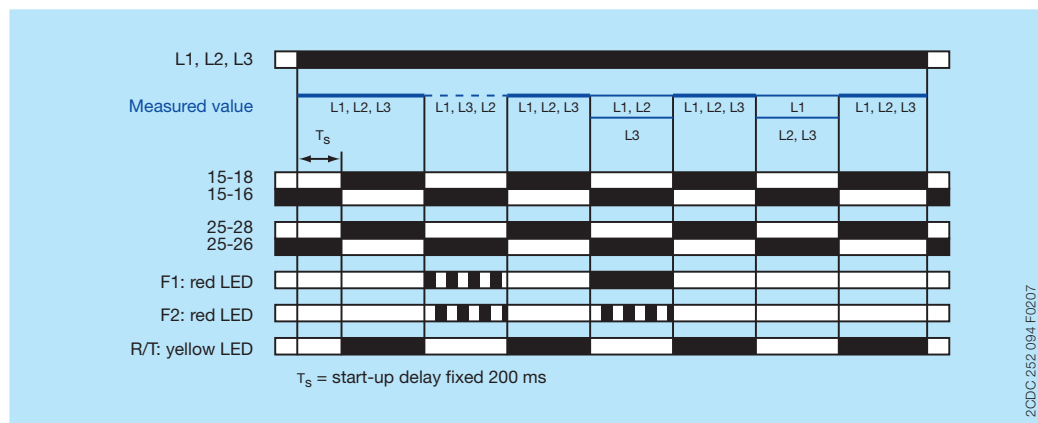 L1, L2, L3
Measured value
L1, L2, L3
L1, L3, L2
L1, L2, L3
L1, L2
L3
L1, L2, L3
L1
L2, L3
L1, L2, L3
Ts
15-18
15-16
25-28
25-26
F1: red LED
F2: red LED
R/T: yellow LED
Ts = start-up delay fixed 200 ms
2CDC 252 094 F0207